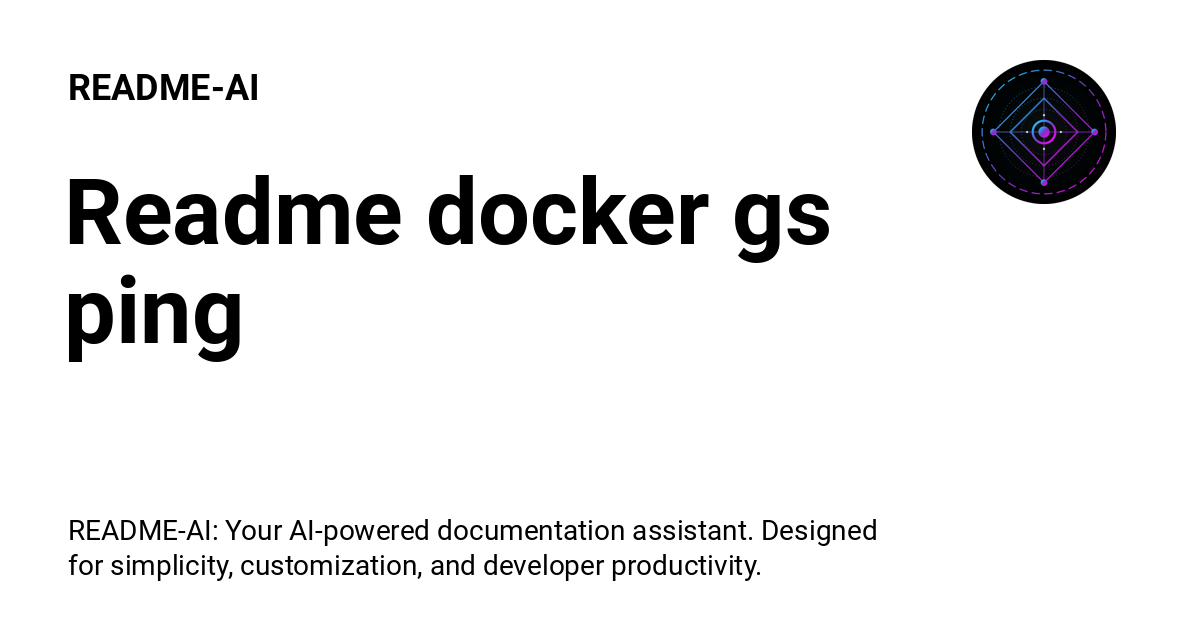 README-AI
Readme docker gs
ping
README-AI: Your AI-powered documentation assistant. Designed
for simplicity, customization, and developer productivity.